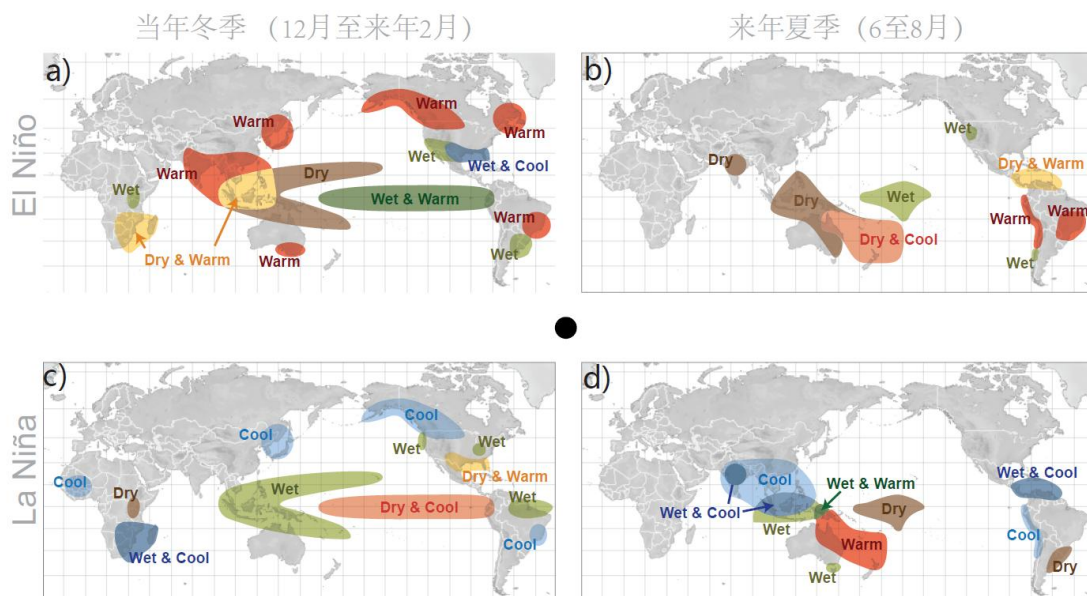 当年冬季 (12月至来年2月)
来年夏季 (6至8月)
El Niño
a)
Warm
Warm
Warm
Warm
Dry
Wet
Wet & Cool
Wet
Wet & Warm
Warm
Dry & Warm
Warm
Wet
b)
Wet
Dry
Dry & Warm
Dry
Wet
Warm
Warm
Dry & Cool
Wet
La Niña
c)
Cool
Cool
Wet
Wet
Cool
Dry & Warm
Dry
Wet
Dry & Cool
Wet
Wet & Cool
Cool
d)
Cool
Wet & Warm
Wet & Cool
Wet & Cool
Dry
Wet
Warm
Cool
Wet
Dry